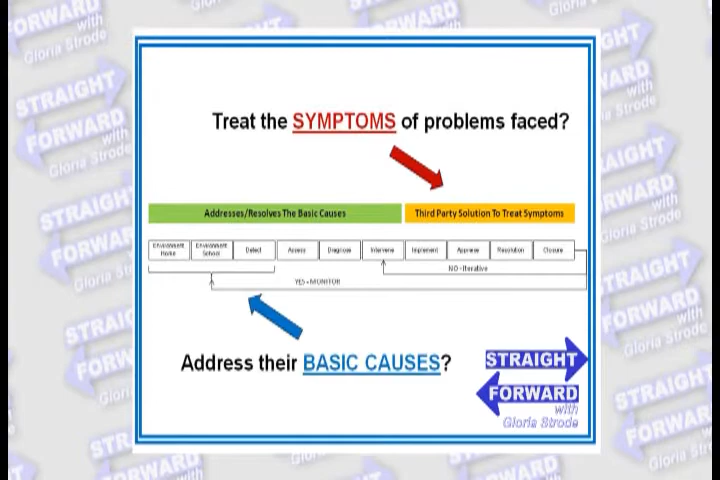 Treat the SYMPTOMS of problems faced?
Addresses/Resolves The Basic Causes
Third Party Solution To Treat Symptoms
Environment Home
Environment School
Detect
Assess
Diagnose
Intervene
Implement
Appraise
Resolution
Closure
NO - Iterative
YES - MONITOR
Address their BASIC CAUSES?
STRAIGHT
FORWARD
with
Gloria Strode